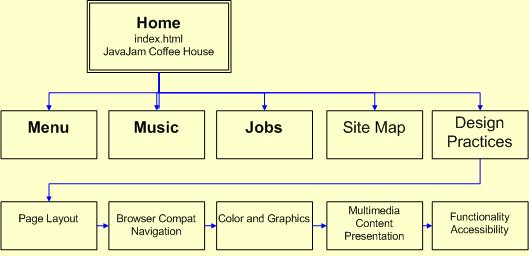 Home
index.html
JavaJam Coffee House
Menu
Music
Jobs
Site Map
Design
Practices
Page Layout
Browser Compat
Navigation
Color and Graphics
Multimedia
Content
Presentation
Functionality
Accessibility